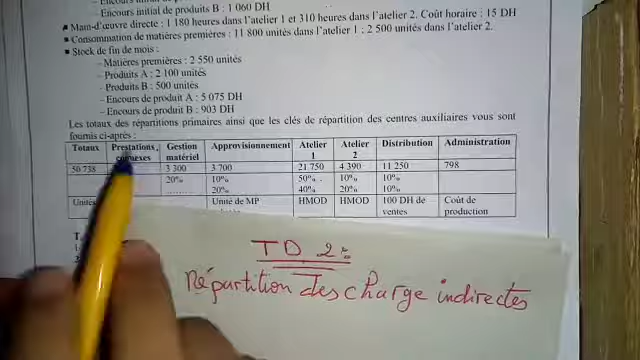 - Encours initial de produits B : 1 060 DH
Main-d'œuvre directe : 1 180 heures dans l'atelier 1 et 310 heures dans l'atelier 2. Coût horaire : 15 DH
Consommation de matières premières : 11 800 unités dans l'atelier 1 ; 2 500 unités dans l'atelier 2.
Stock de fin de mois :
- Matières premières : 2 550 unités
- Produits A : 2 100 unités
- Produits B : 500 unités
- Encours de produit A : 5 075 DH
- Encours de produit B : 903 DH
Les totaux des répartitions primaires ainsi que les clés de répartition des centres auxiliaires vous sont
fournis ci-après :
Totaux Prestations connexes Gestion matériel Approvisionnement Atelier 1 Atelier 2 Distribution Administration
50 738 3 300 3 700 21 750 4 390 11 250 798
20% 10% 50% 10% 10%
20% 40% 20% 10%
Unité de MP HMOD HMOD 100 DH de ventes Coût de production
TD 2:
Répartition des charge indirectes